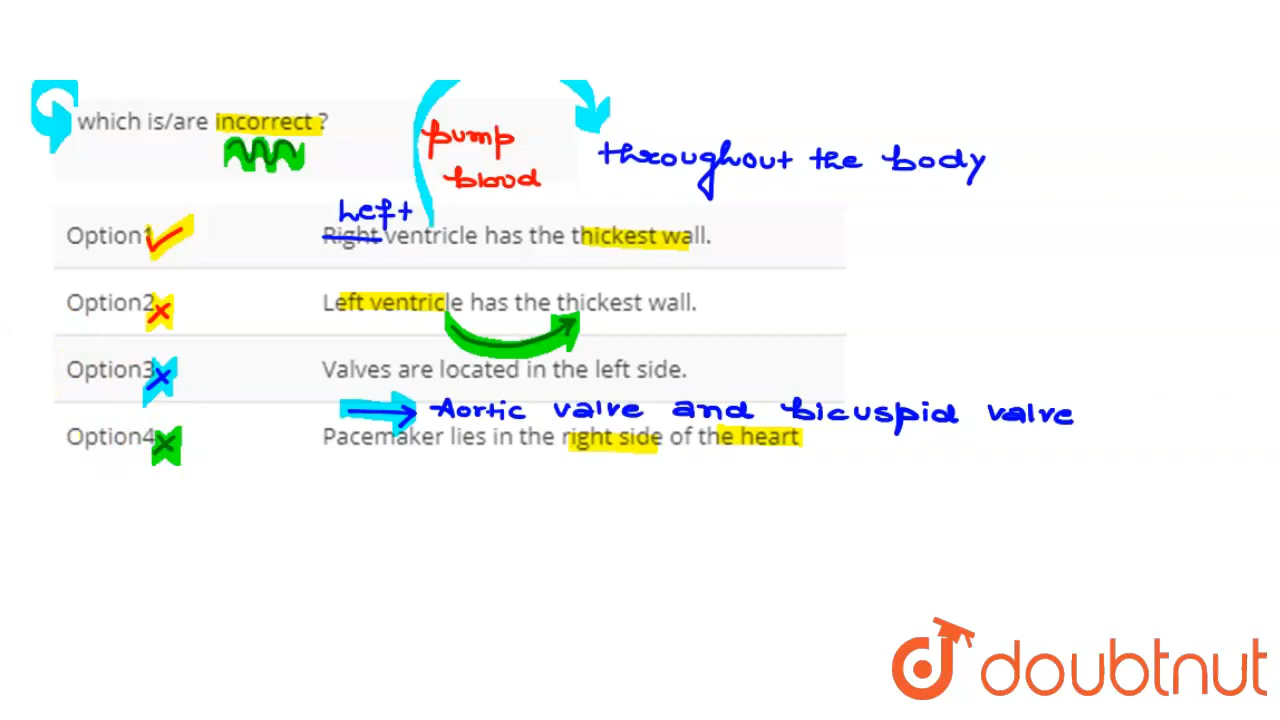 which is/are incorrect ?
pump
blood
throughout the body
Left
Option1 Right ventricle has the thickest wall.
Option2 Left ventricle has the thickest wall.
Option3 Valves are located in the left side.
Aortic valve and bicuspid valve
Option4 Pacemaker lies in the right side of the heart
doubtnut